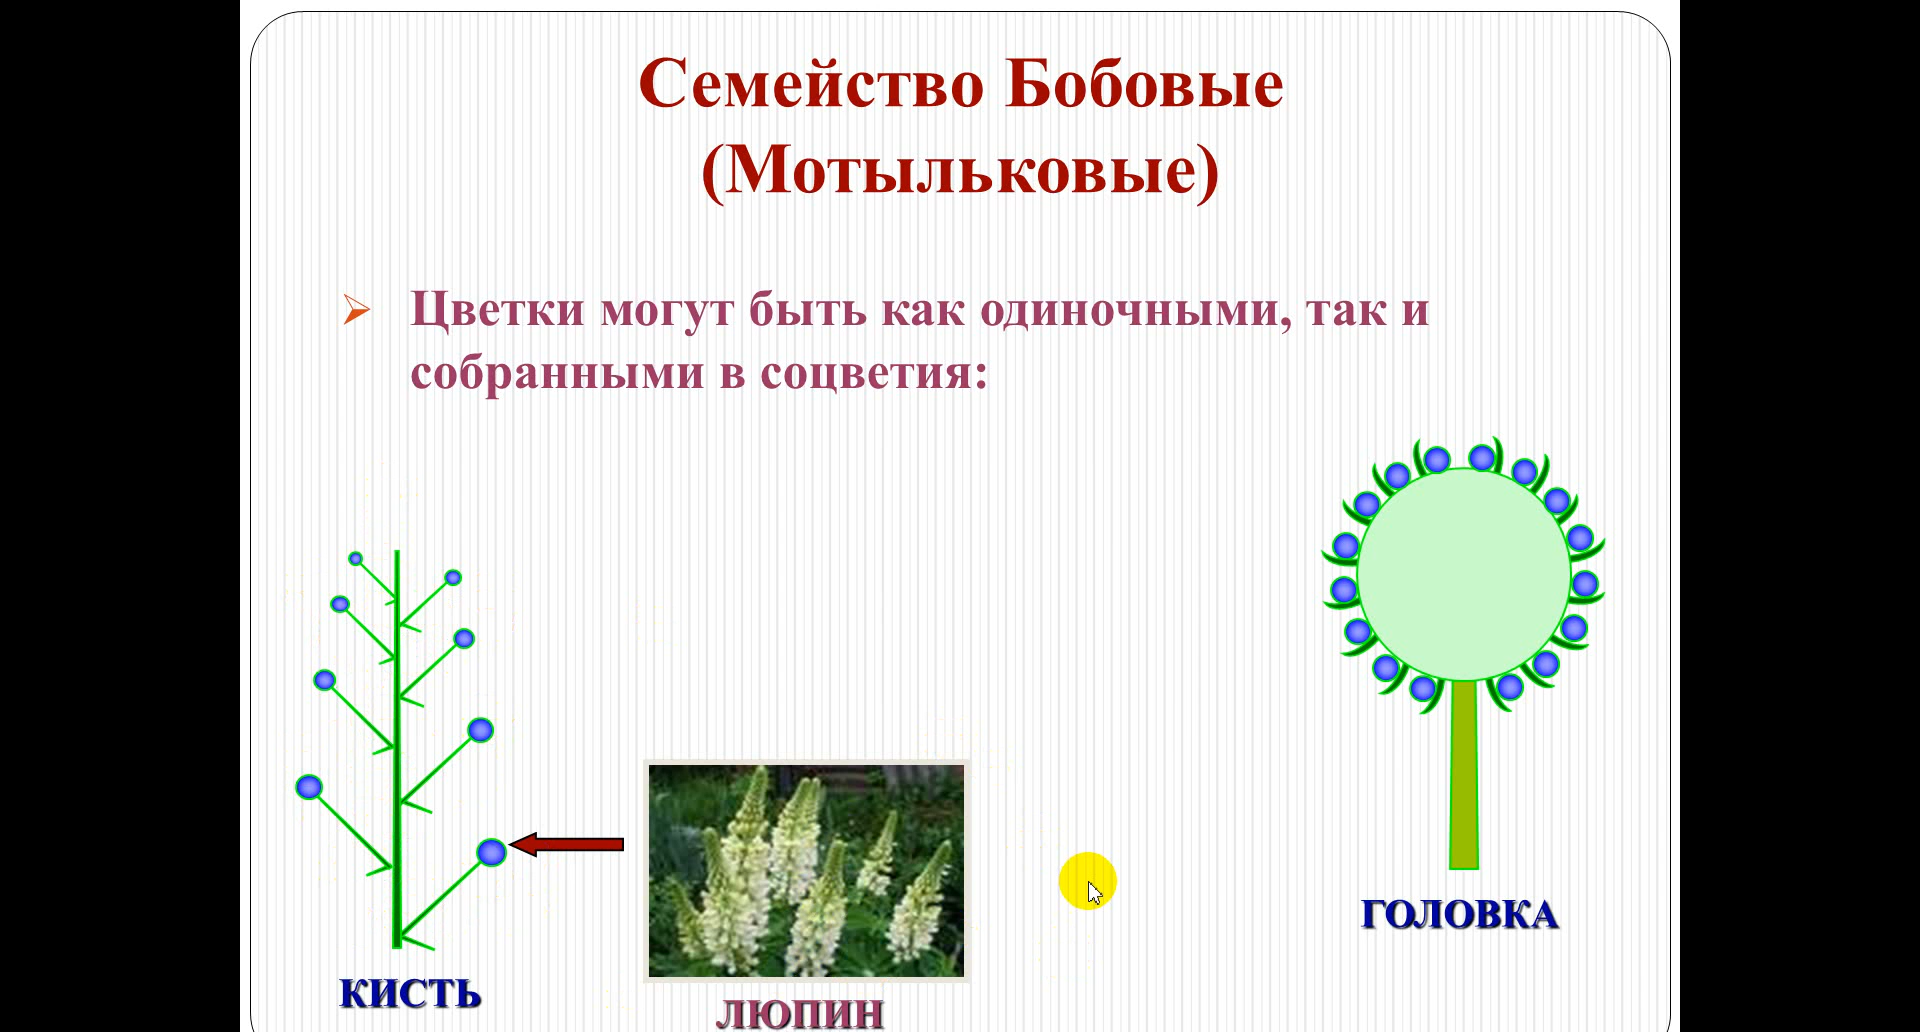 Семейство Бобовые
(Мотыльковые)
Цветки могут быть как одиночными, так и
собранными в соцветия:
ГОЛОВКА
КИСТЬ
ЛЮПИН